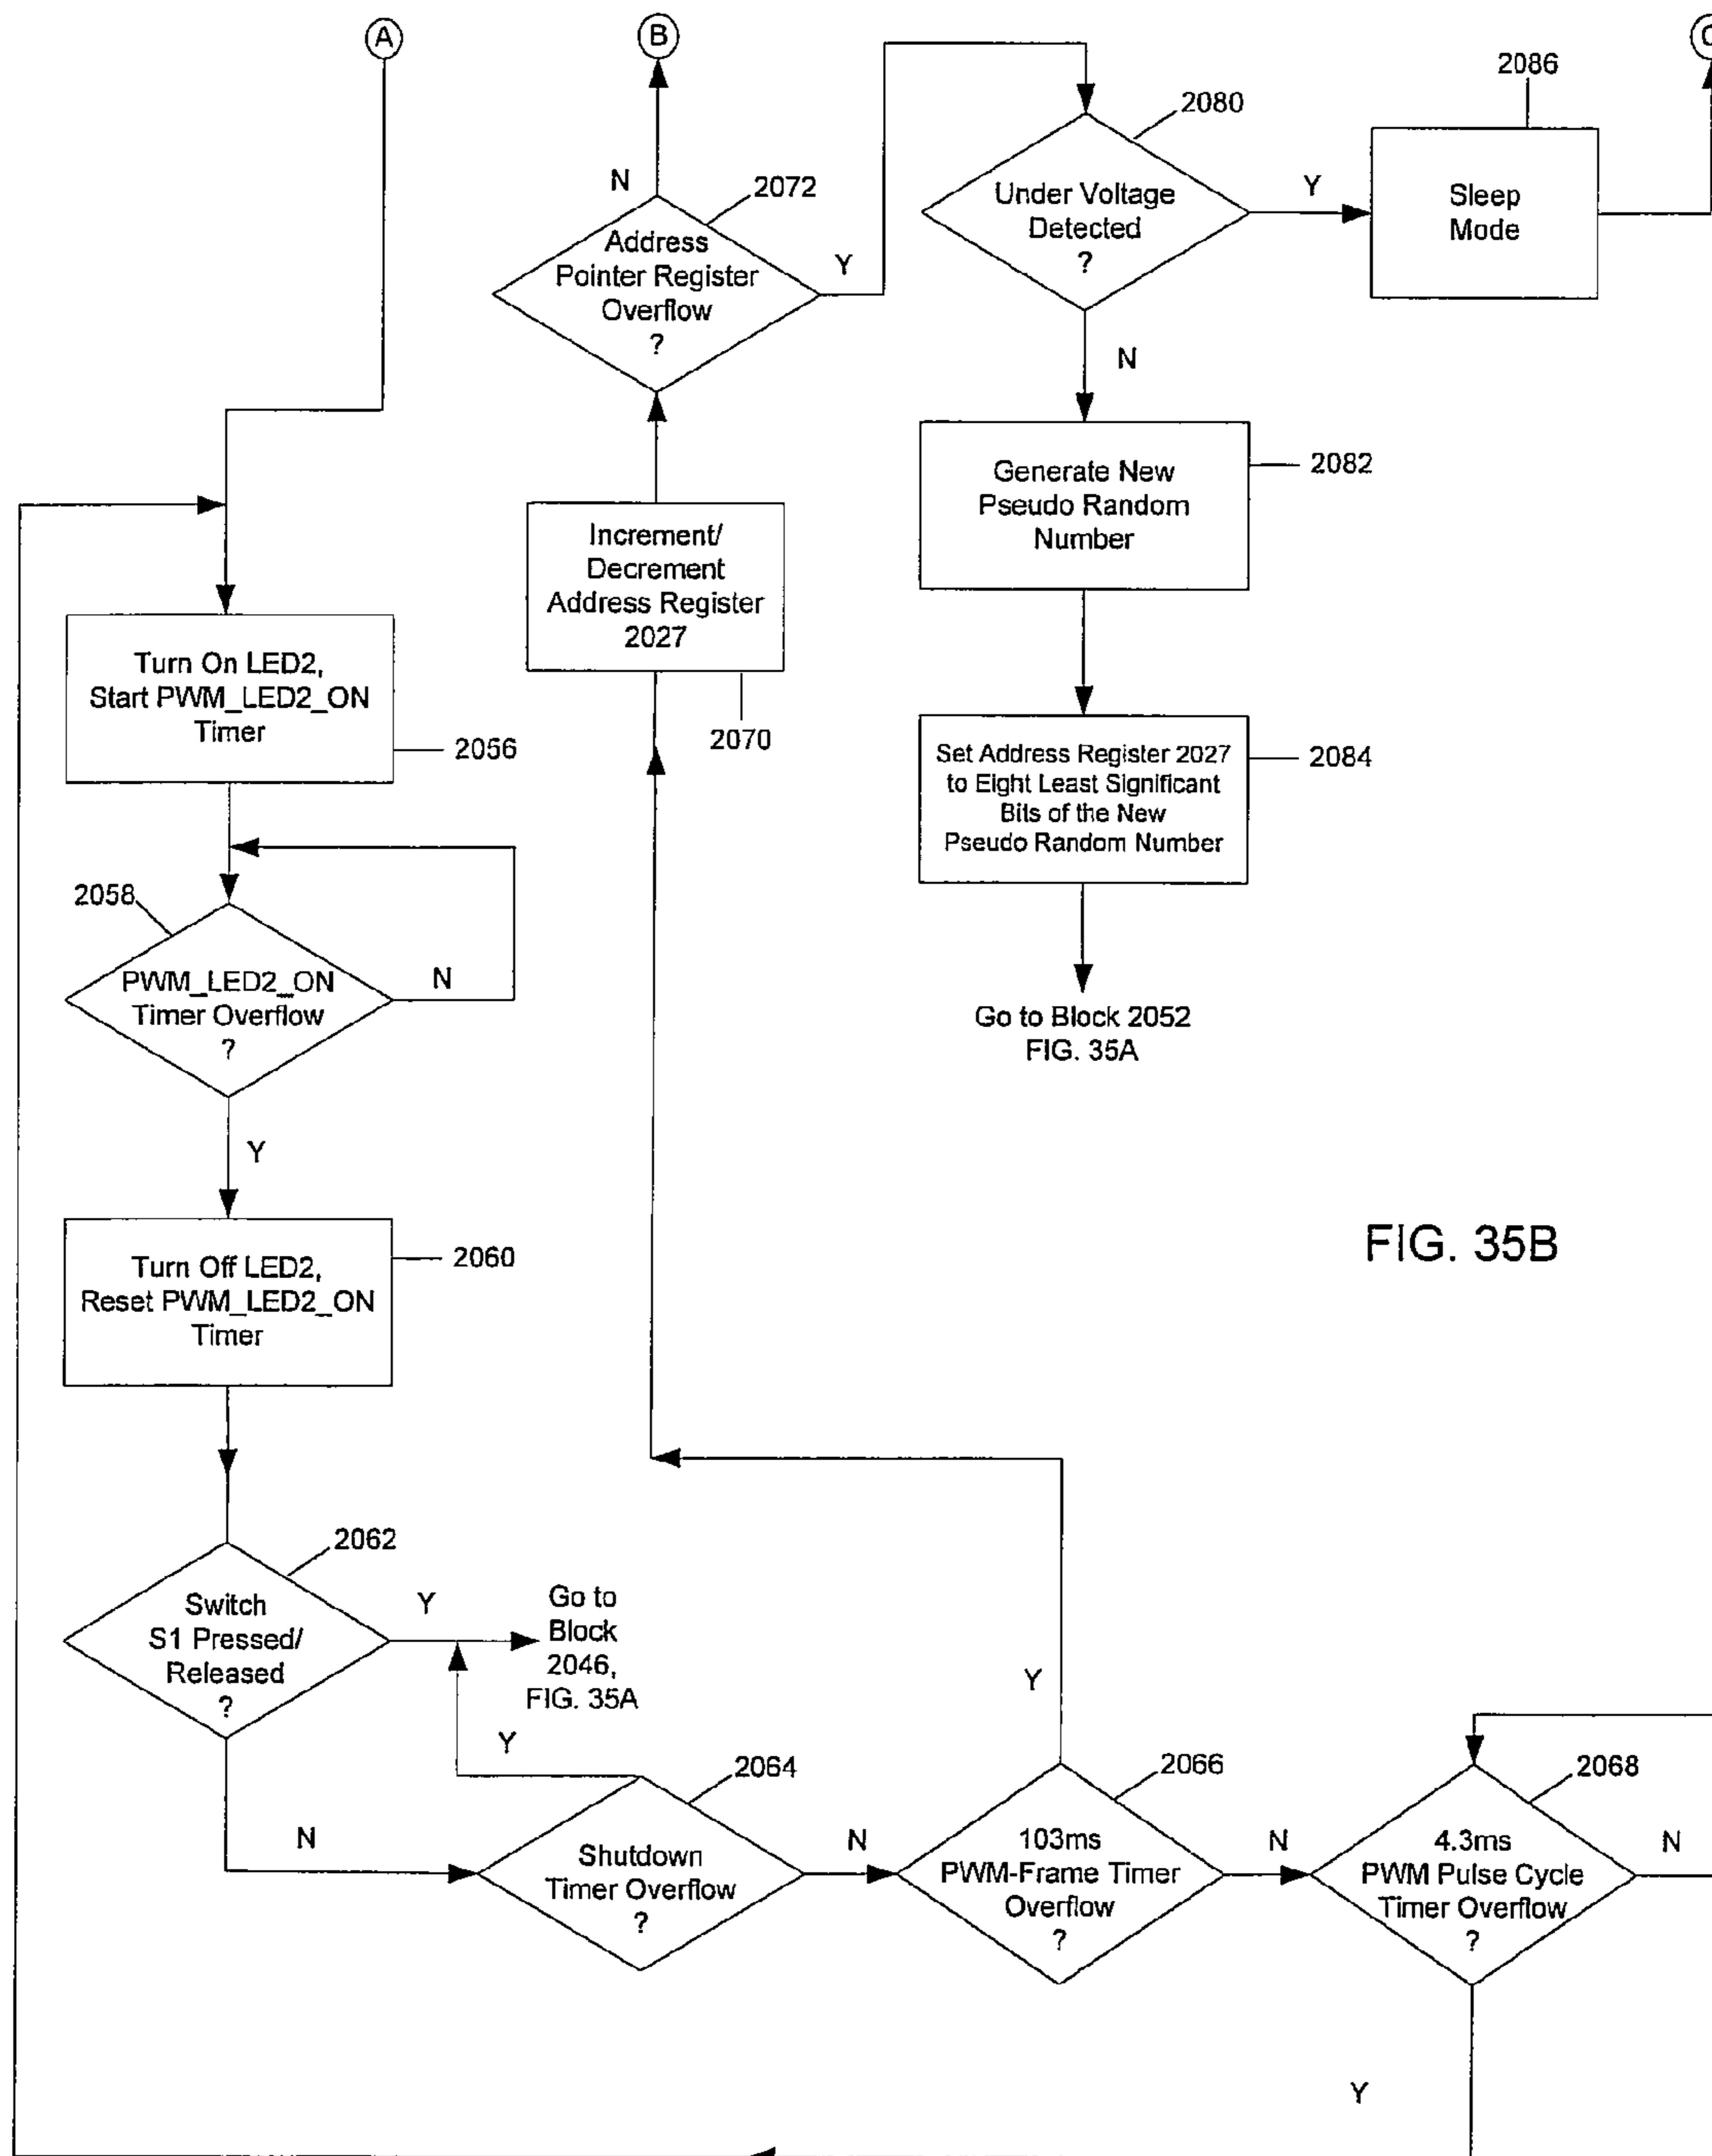 A
B
C
2086
2080
Under Voltage
Detected
?
Y
Sleep
Mode
N
2072
Address
Pointer Register
Overflow
?
Y
N
Generate New
Pseudo Random
Number
2082
Increment/
Decrement
Address Register
2027
2070
Turn On LED2,
Start PWM_LED2_ON
Timer
2056
Set Address Register 2027
to Eight Least Significant
Bits of the New
Pseudo Random Number
2084
2058
PWM_LED2_ON
Timer Overflow
?
N
Go to Block 2052
FIG. 35A
Y
Turn Off LED2,
Reset PWM_LED2_ON
Timer
2060
FIG. 35B
2062
Switch
S1 Pressed/
Released
?
Y
Go to
Block
2046,
FIG. 35A
Y
Y
N
2064
Shutdown
Timer Overflow
?
N
2066
103ms
PWM-Frame Timer
Overflow
?
N
2068
4.3ms
PWM Pulse Cycle
Timer Overflow
?
N
Y